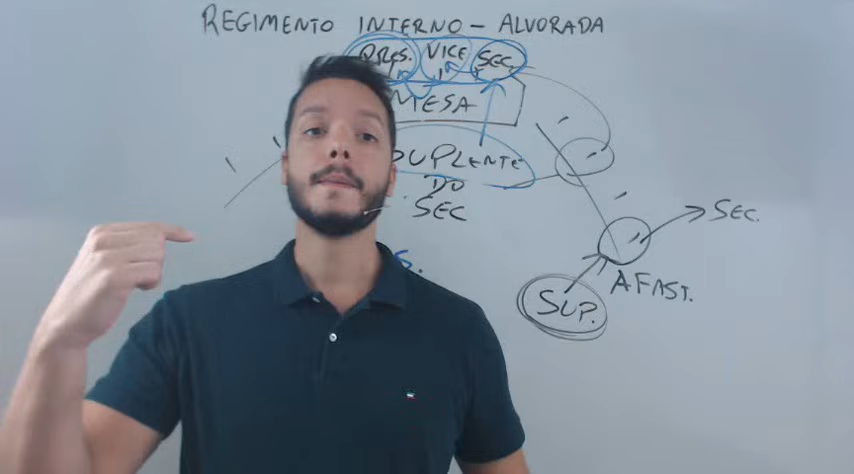 REGIMENTO INTERNO – ALVORADA
PRES. VICE SEC.
MESA
SUPLENTE
DO
SEC
SEC.
AFAST.
SUP.